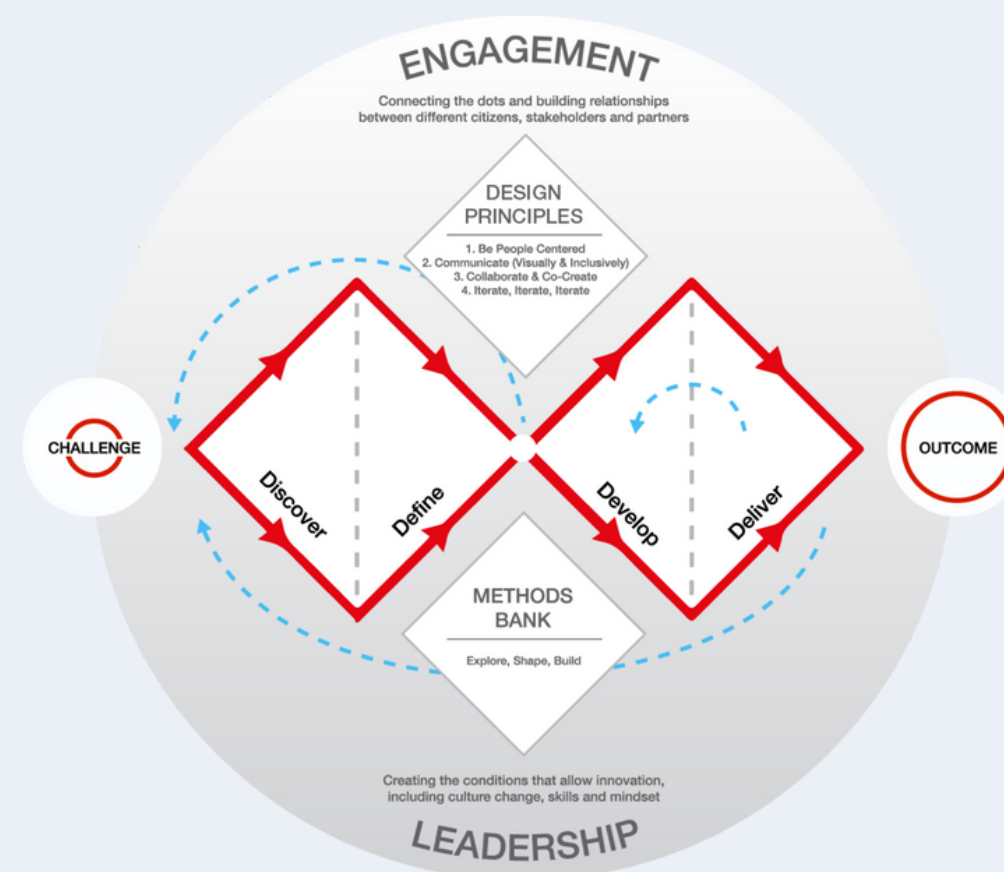 ENGAGEMENT
Connecting the dots and building relationships
between different citizens, stakeholders and partners
DESIGN
PRINCIPLES
1. Be People Centered
2. Communicate (Visually & Inclusively)
3. Collaborate & Co-Create
4. Iterate, Iterate, Iterate
CHALLENGE
Discover
Define
Develop
Deliver
OUTCOME
METHODS
BANK
Explore, Shape, Build
Creating the conditions that allow innovation,
including culture change, skills and mindset
LEADERSHIP